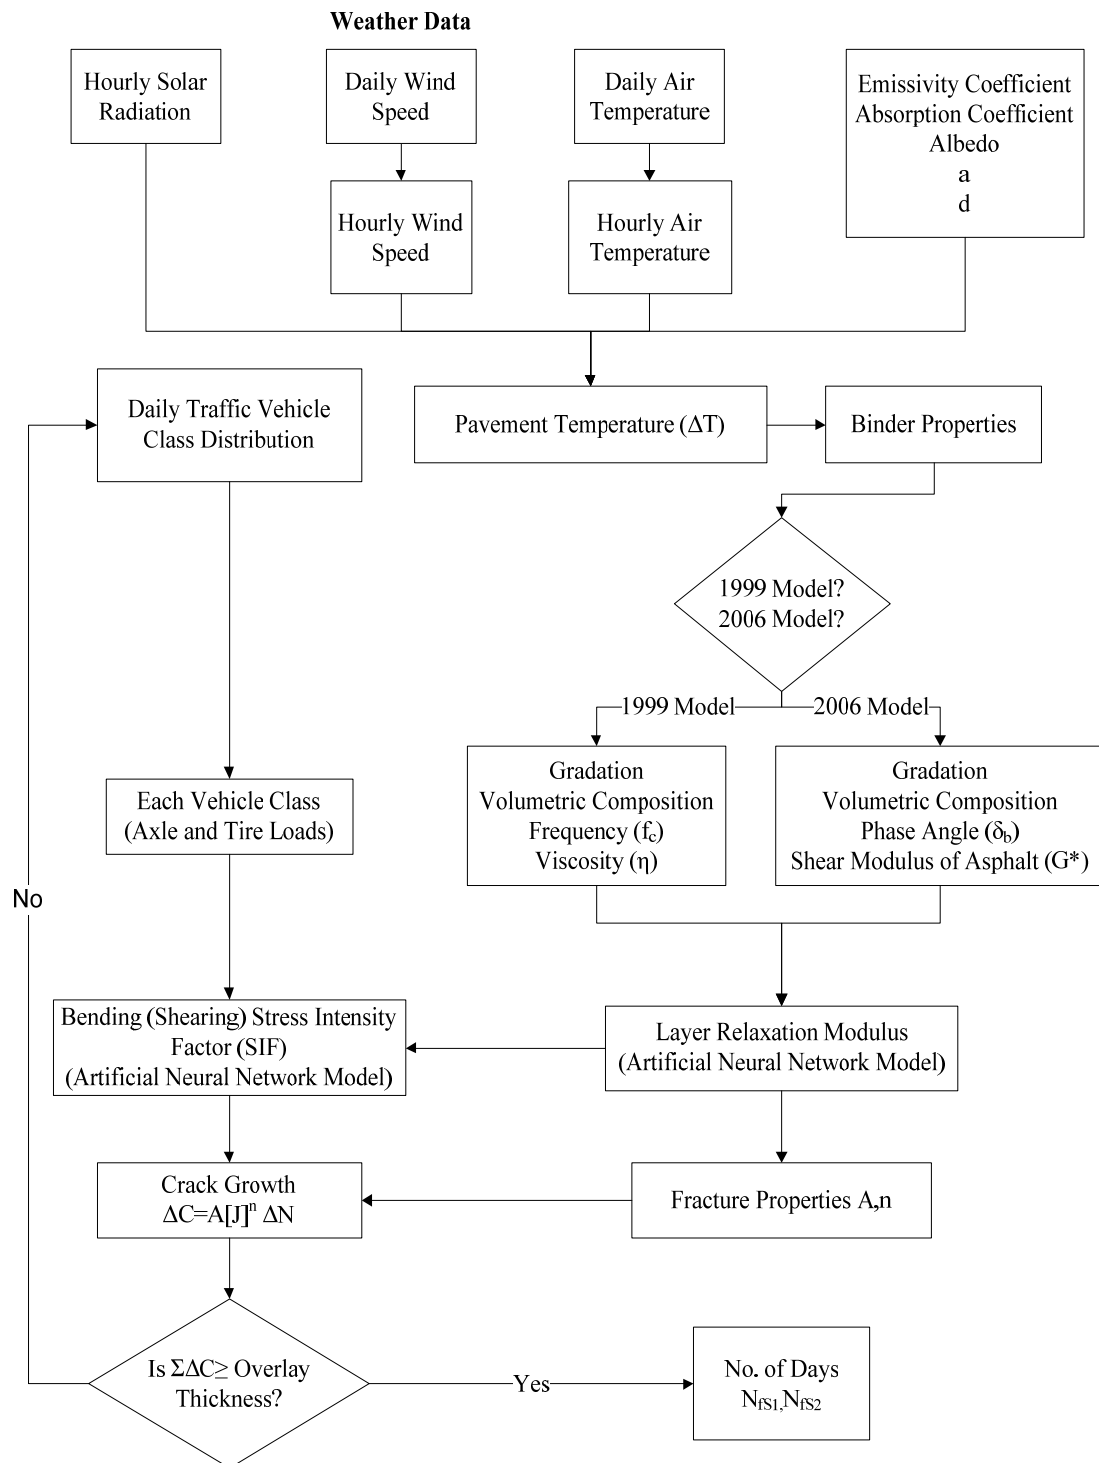 Weather Data
Hourly Solar
Radiation
Daily Wind
Speed
Daily Air
Temperature
Emissivity Coefficient
Absorption Coefficient
Albedo
a
d
Hourly Wind
Speed
Hourly Air
Temperature
Daily Traffic Vehicle
Class Distribution
Pavement Temperature (ΔT)
Binder Properties
1999 Model?
2006 Model?
1999 Model
2006 Model
Gradation
Volumetric Composition
Frequency (fc)
Viscosity (η)
Gradation
Volumetric Composition
Phase Angle (δb)
Shear Modulus of Asphalt (G*)
Each Vehicle Class
(Axle and Tire Loads)
No
Bending (Shearing) Stress Intensity
Factor (SIF)
(Artificial Neural Network Model)
Layer Relaxation Modulus
(Artificial Neural Network Model)
Crack Growth
ΔC=A[J]ⁿ ΔN
Fracture Properties A,n
Is ΣΔC≥ Overlay
Thickness?
Yes
No. of Days
NfS1,NfS2